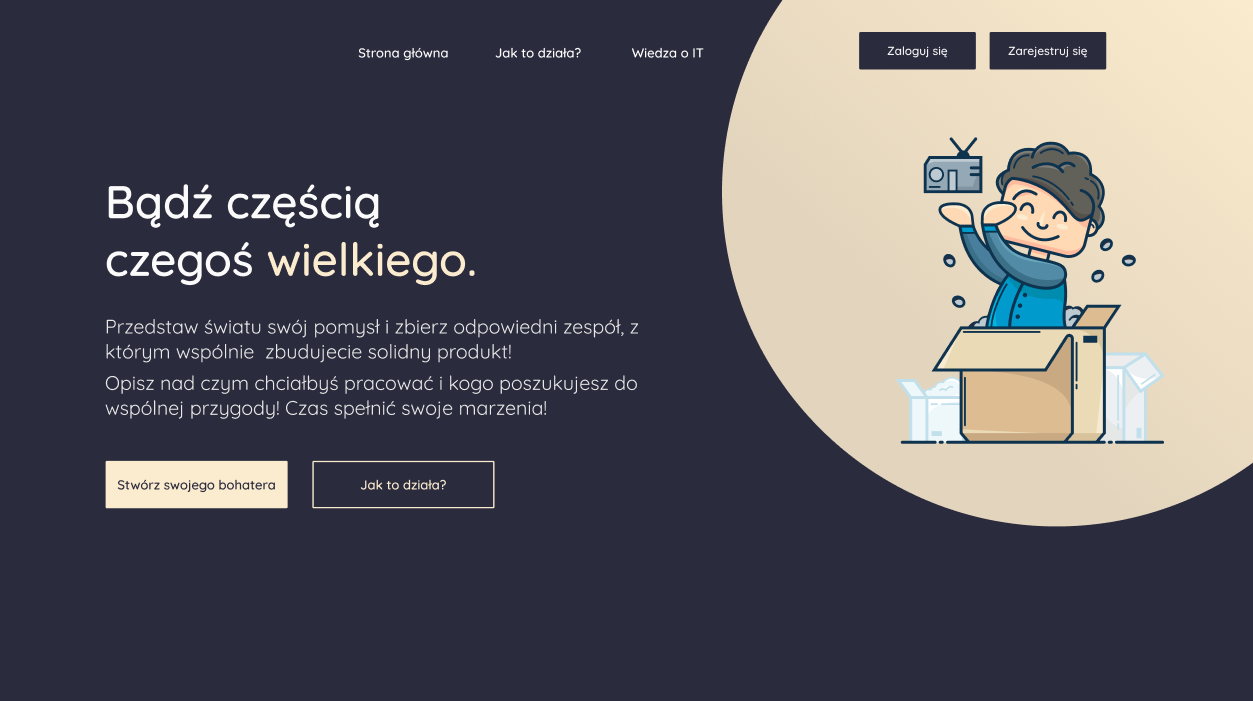 Strona główna
Jak to działa?
Wiedza o IT
Zaloguj się
Zarejestruj się
Bądź częścią
czegoś wielkiego.
Przedstaw światu swój pomysł i zbierz odpowiedni zespół, z
którym wspólnie  zbudujecie solidny produkt!
Opisz nad czym chciałbyś pracować i kogo poszukujesz do
wspólnej przygody! Czas spełnić swoje marzenia!
Stwórz swojego bohatera
Jak to działa?